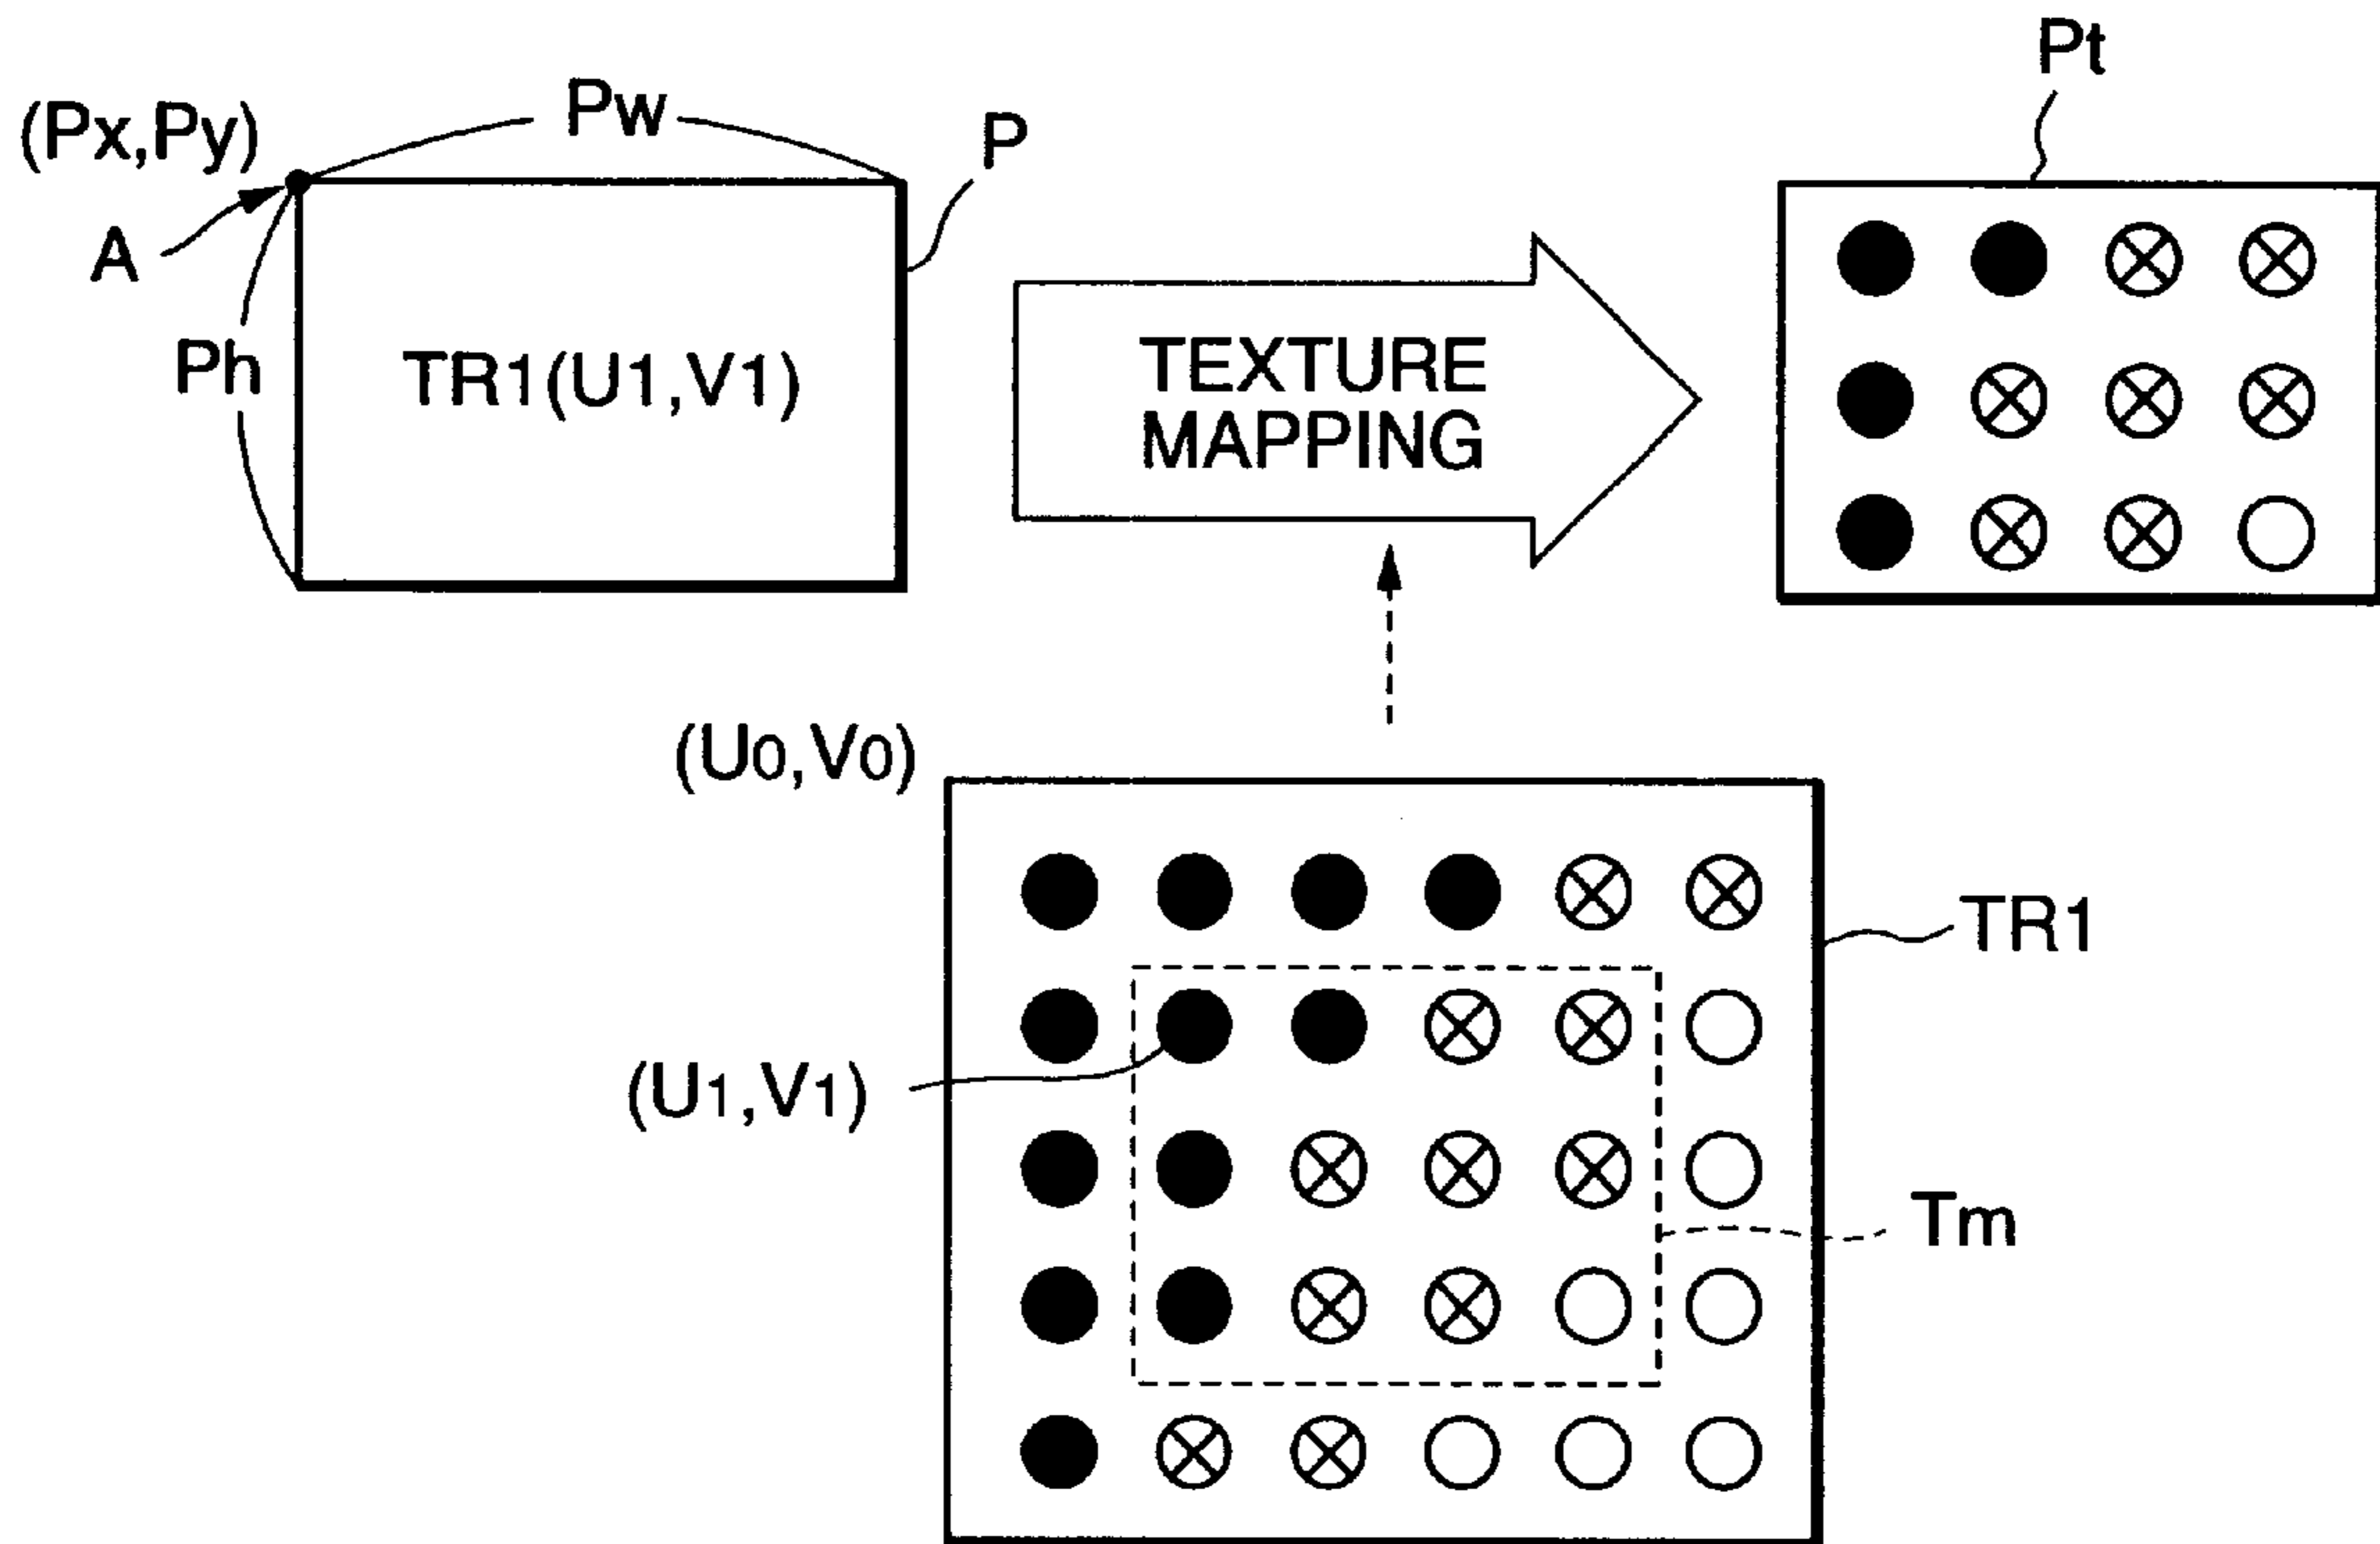 Pt
Pw
(Px,Py)
P
A
Ph
TR1(U1,V1)
TEXTURE
MAPPING
(U0,V0)
TR1
(U1,V1)
Tm